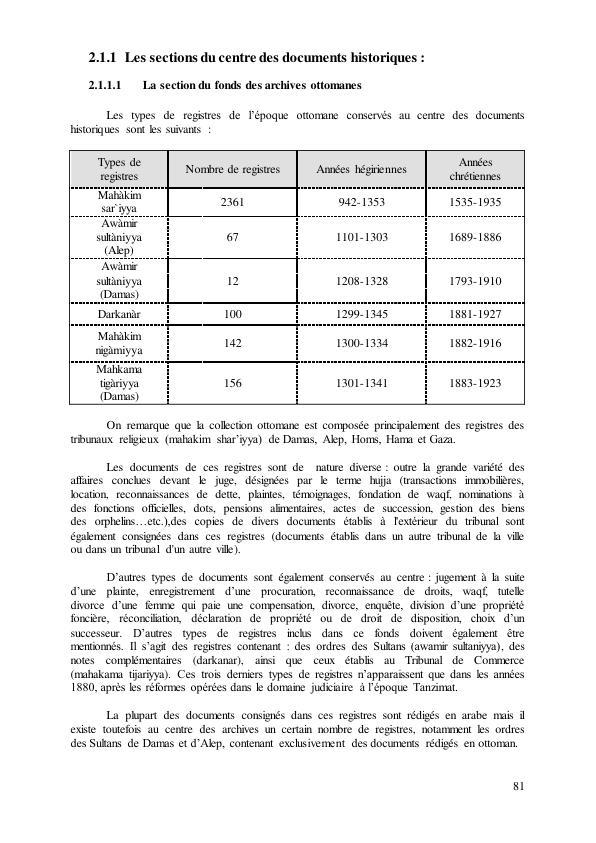 2.1.1 Les sections du centre des documents historiques :
2.1.1.1 La section du fonds des archives ottomanes
Les types de registres de l'époque ottomane conservés au centre des documents
historiques sont les suivants :
Types de
registres
Nombre de registres
Années hégiriennes
Années
chrétiennes
Mahàkim
sar`iyya
2361
942-1353
1535-1935
Awàmir
sultàniyya
(Alep)
67
1101-1303
1689-1886
Awàmir
sultàniyya
(Damas)
12
1208-1328
1793-1910
Darkanàr
100
1299-1345
1881-1927
Mahàkim
nigàmiyya
142
1300-1334
1882-1916
Mahkama
tigàriyya
(Damas)
156
1301-1341
1883-1923
On remarque que la collection ottomane est composée principalement des registres des
tribunaux religieux (mahakim shar'iyya) de Damas, Alep, Homs, Hama et Gaza.
Les documents de ces registres sont de nature diverse : outre la grande variété des
affaires conclues devant le juge, désignées par le terme hujja (transactions immobilières,
location, reconnaissances de dette, plaintes, témoignages, fondation de waqf, nominations à
des fonctions officielles, dots, pensions alimentaires, actes de succession, gestion des biens
des orphelins…etc.),des copies de divers documents établis à l'extérieur du tribunal sont
également consignées dans ces registres (documents établis dans un autre tribunal de la ville
ou dans un tribunal d'un autre ville).
D'autres types de documents sont également conservés au centre : jugement à la suite
d'une plainte, enregistrement d'une procuration, reconnaissance de droits, waqf, tutelle
divorce d'une femme qui paie une compensation, divorce, enquête, division d'une propriété
foncière, réconciliation, déclaration de propriété ou de droit de disposition, choix d'un
successeur. D'autres types de registres inclus dans ce fonds doivent également être
mentionnés. Il s'agit des registres contenant : des ordres des Sultans (awamir sultaniyya), des
notes complémentaires (darkanar), ainsi que ceux établis au Tribunal de Commerce
(mahakama tijariyya). Ces trois derniers types de registres n'apparaissent que dans les années
1880, après les réformes opérées dans le domaine judiciaire à l'époque Tanzimat.
La plupart des documents consignés dans ces registres sont rédigés en arabe mais il
existe toutefois au centre des archives un certain nombre de registres, notamment les ordres
des Sultans de Damas et d'Alep, contenant exclusivement des documents rédigés en ottoman.
81